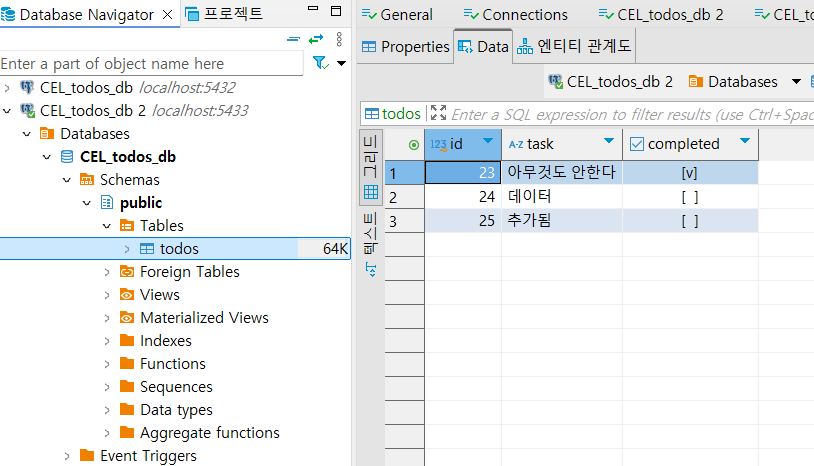 Database Navigator
프로젝트
Enter a part of object name here
CEL_todos_db localhost:5432
CEL_todos_db 2 localhost:5433
Databases
CEL_todos_db
Schemas
public
Tables
todos 64K
Foreign Tables
Views
Materialized Views
Indexes
Functions
Sequences
Data types
Aggregate functions
Event Triggers
General Connections CEL_todos_db 2
Properties Data 엔티티 관계도
CEL_todos_db 2 Databases
todos Enter a SQL expression to filter results (use Ctrl+Spac
그리드
텍스트
123 id A-Z task completed
1 23 아무것도 안한다 [v]
2 24 데이터 [ ]
3 25 추가됨 [ ]